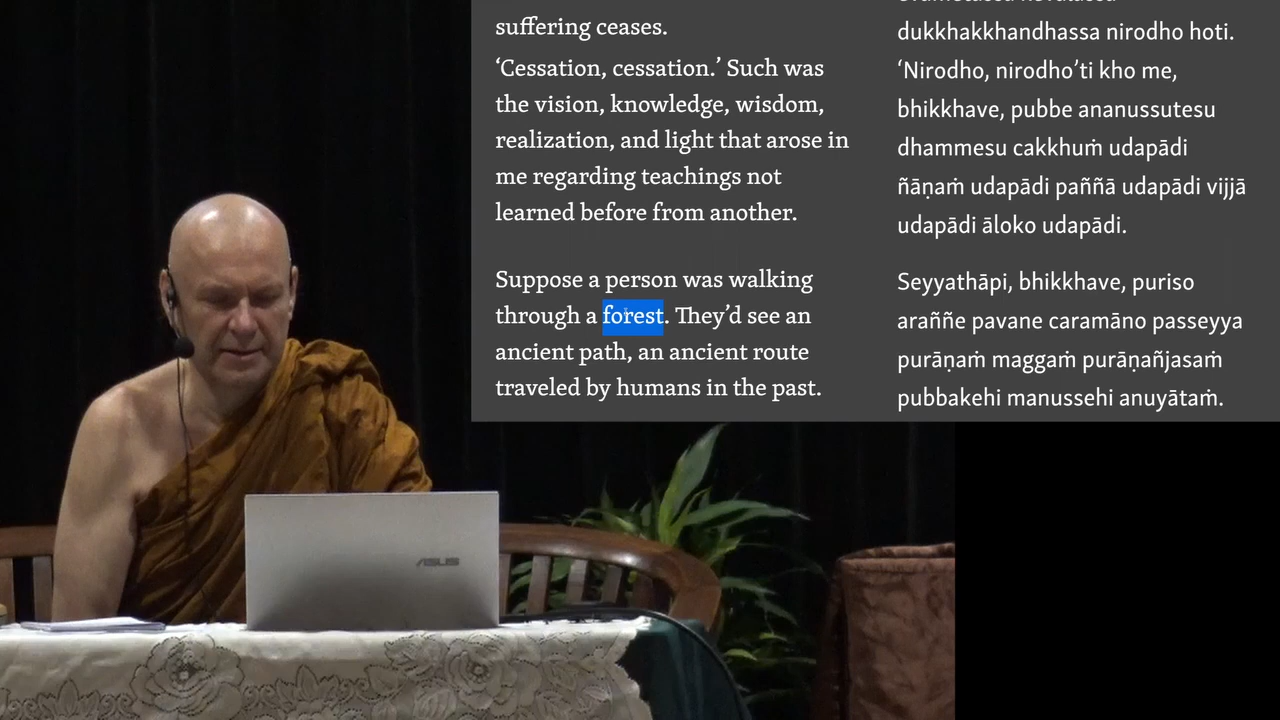 suffering ceases.
‘Cessation, cessation.’ Such was
the vision, knowledge, wisdom,
realization, and light that arose in
me regarding teachings not
learned before from another.
Suppose a person was walking
through a forest. They’d see an
ancient path, an ancient route
traveled by humans in the past.
dukkhakkhandhassa nirodho hoti.
‘Nirodho, nirodho’ti kho me,
bhikkhave, pubbe ananussutesu
dhammesu cakkhuṁ udapādi
ñāṇaṁ udapādi paññā udapādi vijjā
udapādi āloko udapādi.
Seyyathāpi, bhikkhave, puriso
araññe pavane caramāno passeyya
purāṇaṁ maggaṁ purāṇañjasaṁ
pubbakehi manussehi anuyātaṁ.
ASUS